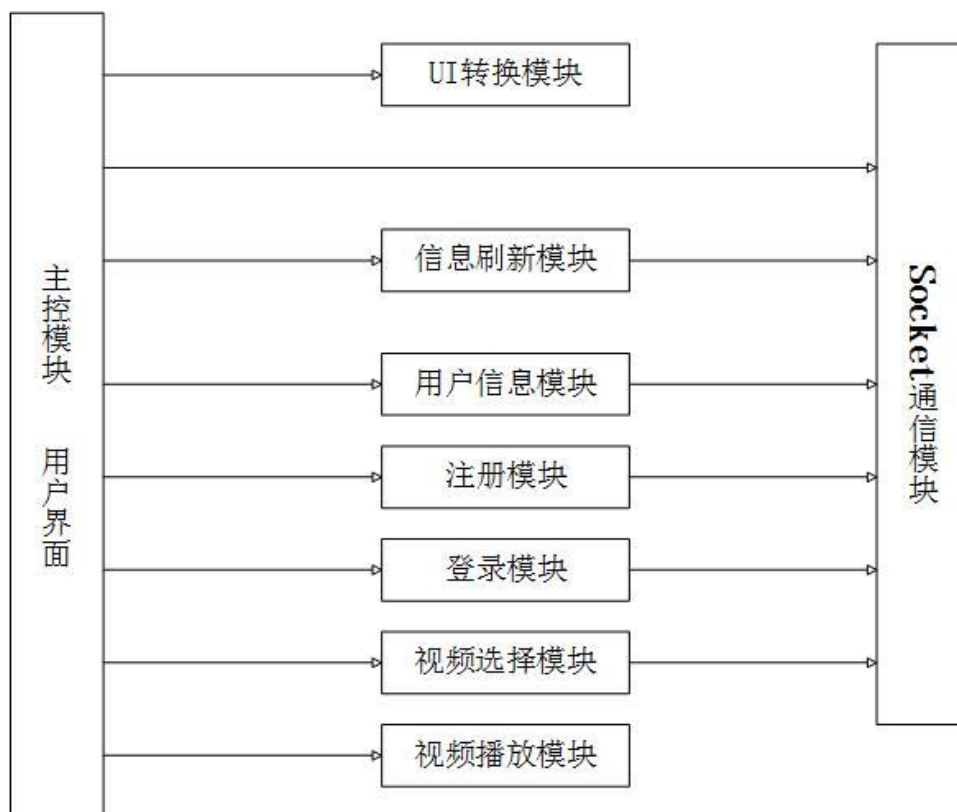 主控模块
用户界面
UI转换模块
信息刷新模块
用户信息模块
注册模块
登录模块
视频选择模块
视频播放模块
Socket通信模块